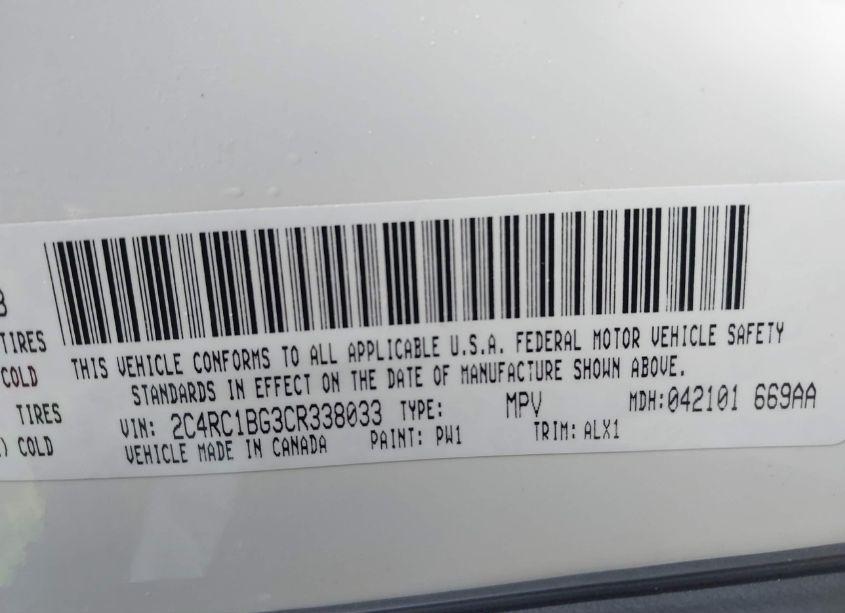 TIRES
COLD
TIRES
) COLD
THIS VEHICLE CONFORMS TO ALL APPLICABLE U.S.A. FEDERAL MOTOR VEHICLE SAFETY
STANDARDS IN EFFECT ON THE DATE OF MANUFACTURE SHOWN ABOVE.
VIN: 2C4RC1BG3CR338033 TYPE: MPV MDH:042101 669AA
VEHICLE MADE IN CANADA PAINT: PW1 TRIM: ALX1